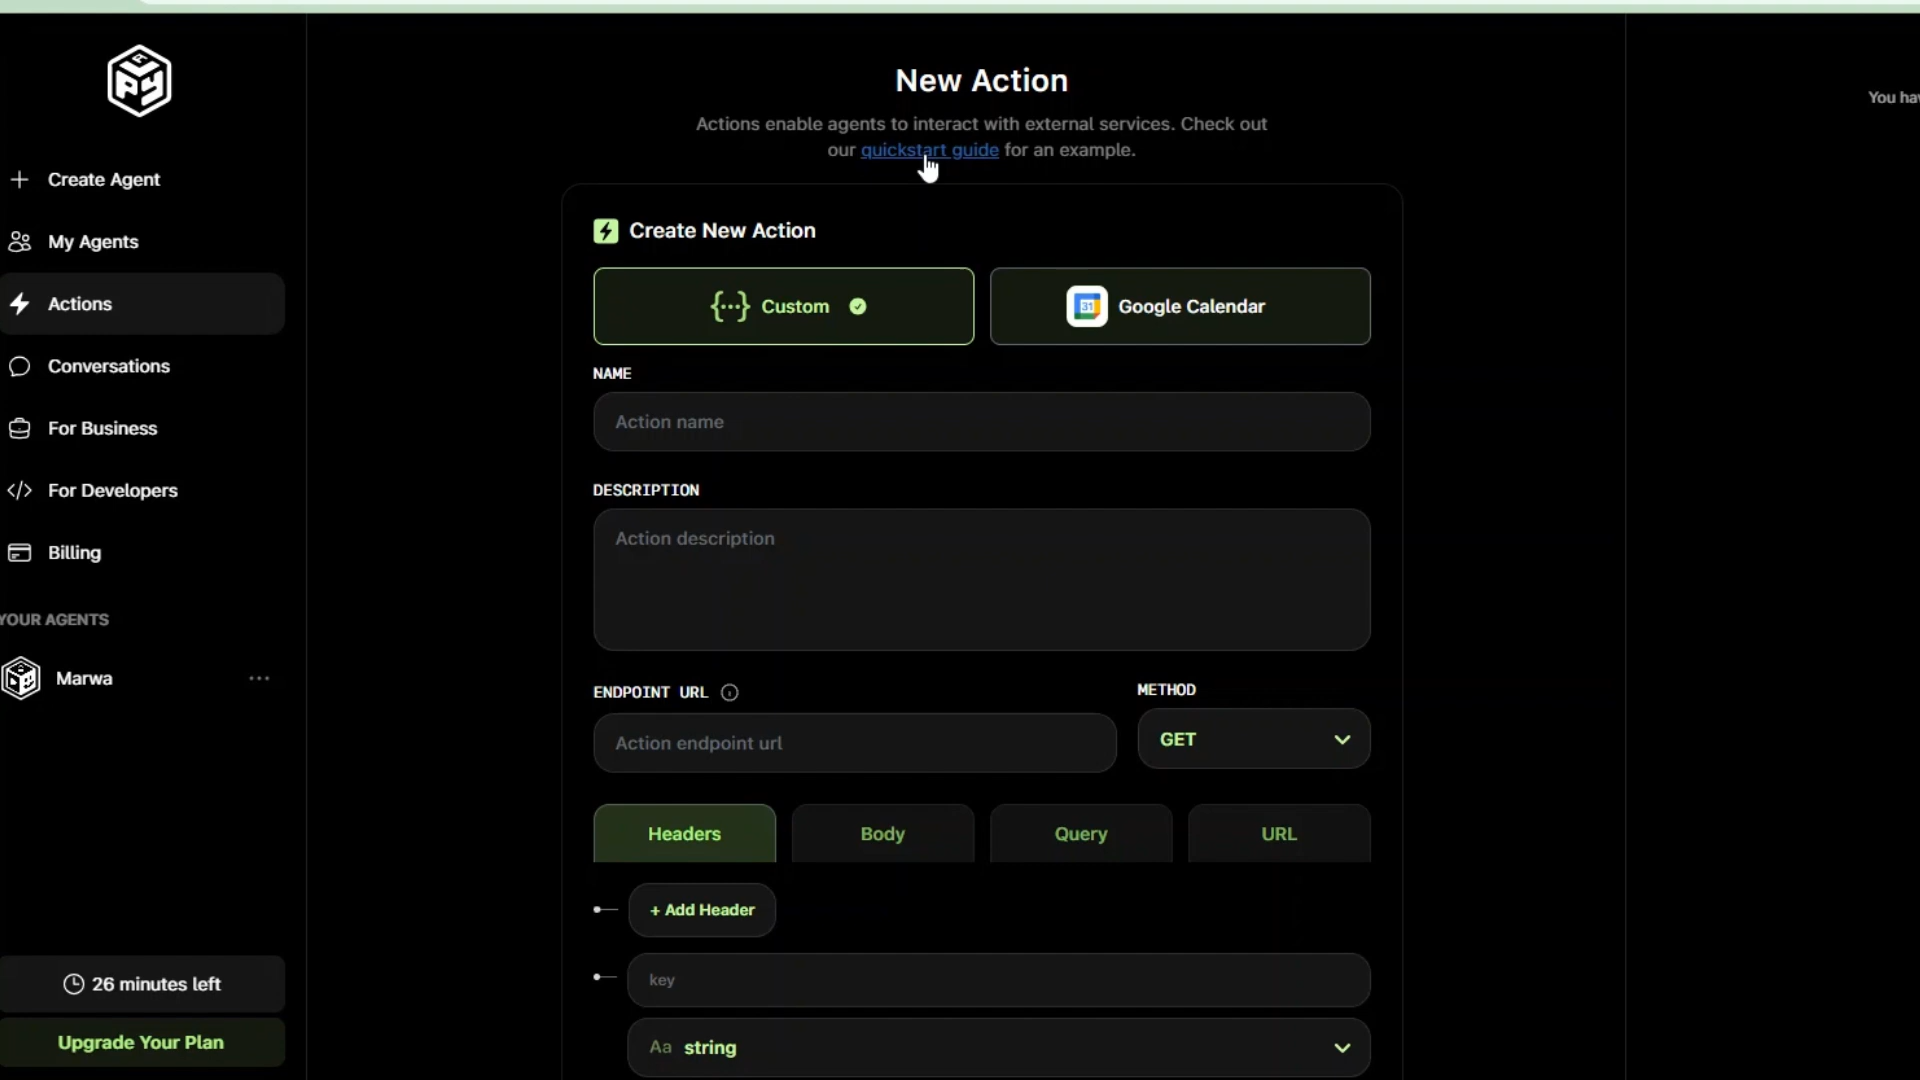 New Action
Actions enable agents to interact with external services. Check out
our quickstart guide for an example.
You hav
Create Agent
My Agents
Actions
Conversations
For Business
For Developers
Billing
YOUR AGENTS
Marwa
26 minutes left
Upgrade Your Plan
Create New Action
{···} Custom
31 Google Calendar
NAME
Action name
DESCRIPTION
Action description
ENDPOINT URL
METHOD
Action endpoint url
GET
Headers
Body
Query
URL
+ Add Header
key
Aa string